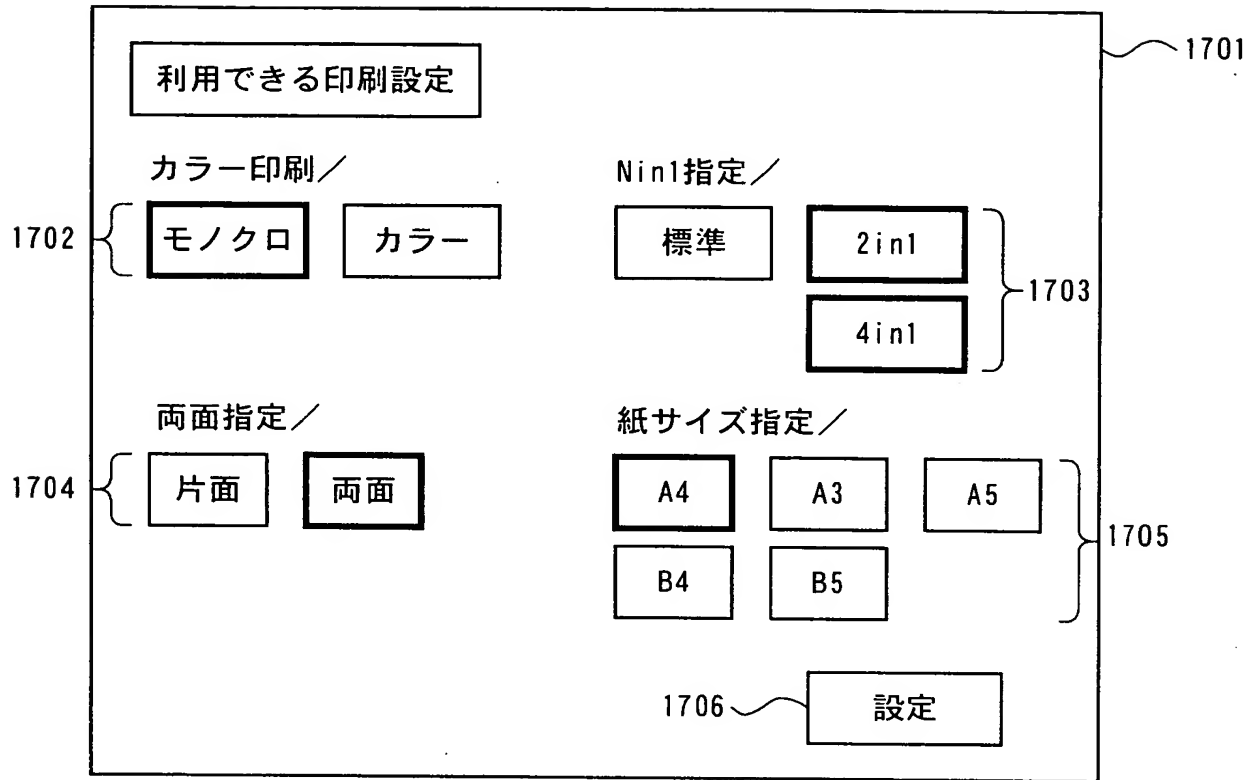 1701
利用できる印刷設定
カラー印刷／
Nin1指定／
1702
モノクロ
カラー
標準
2in1
4in1
1703
両面指定／
紙サイズ指定／
1704
片面
両面
A4
A3
A5
B4
B5
1705
1706
設定